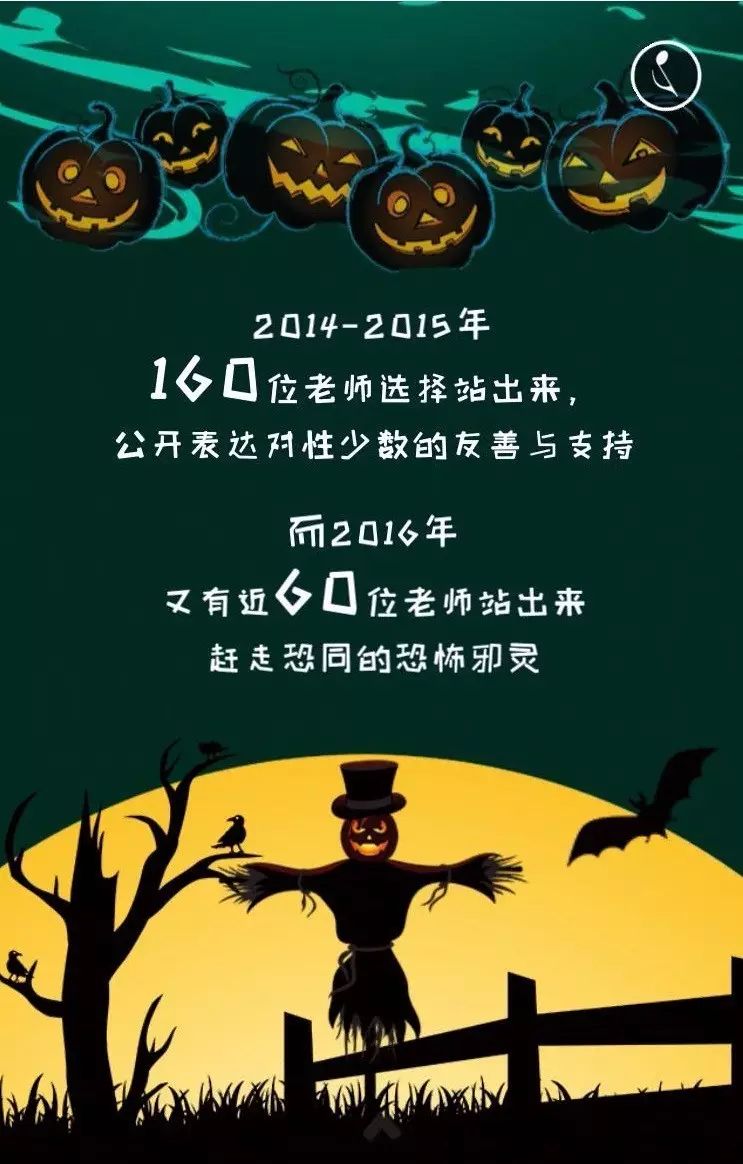 2014-2015年
160位老师选择站出来，
公开表达对性少数的友善与支持
而2016年
又有近60位老师站出来
赶走恐同的恐怖邪灵